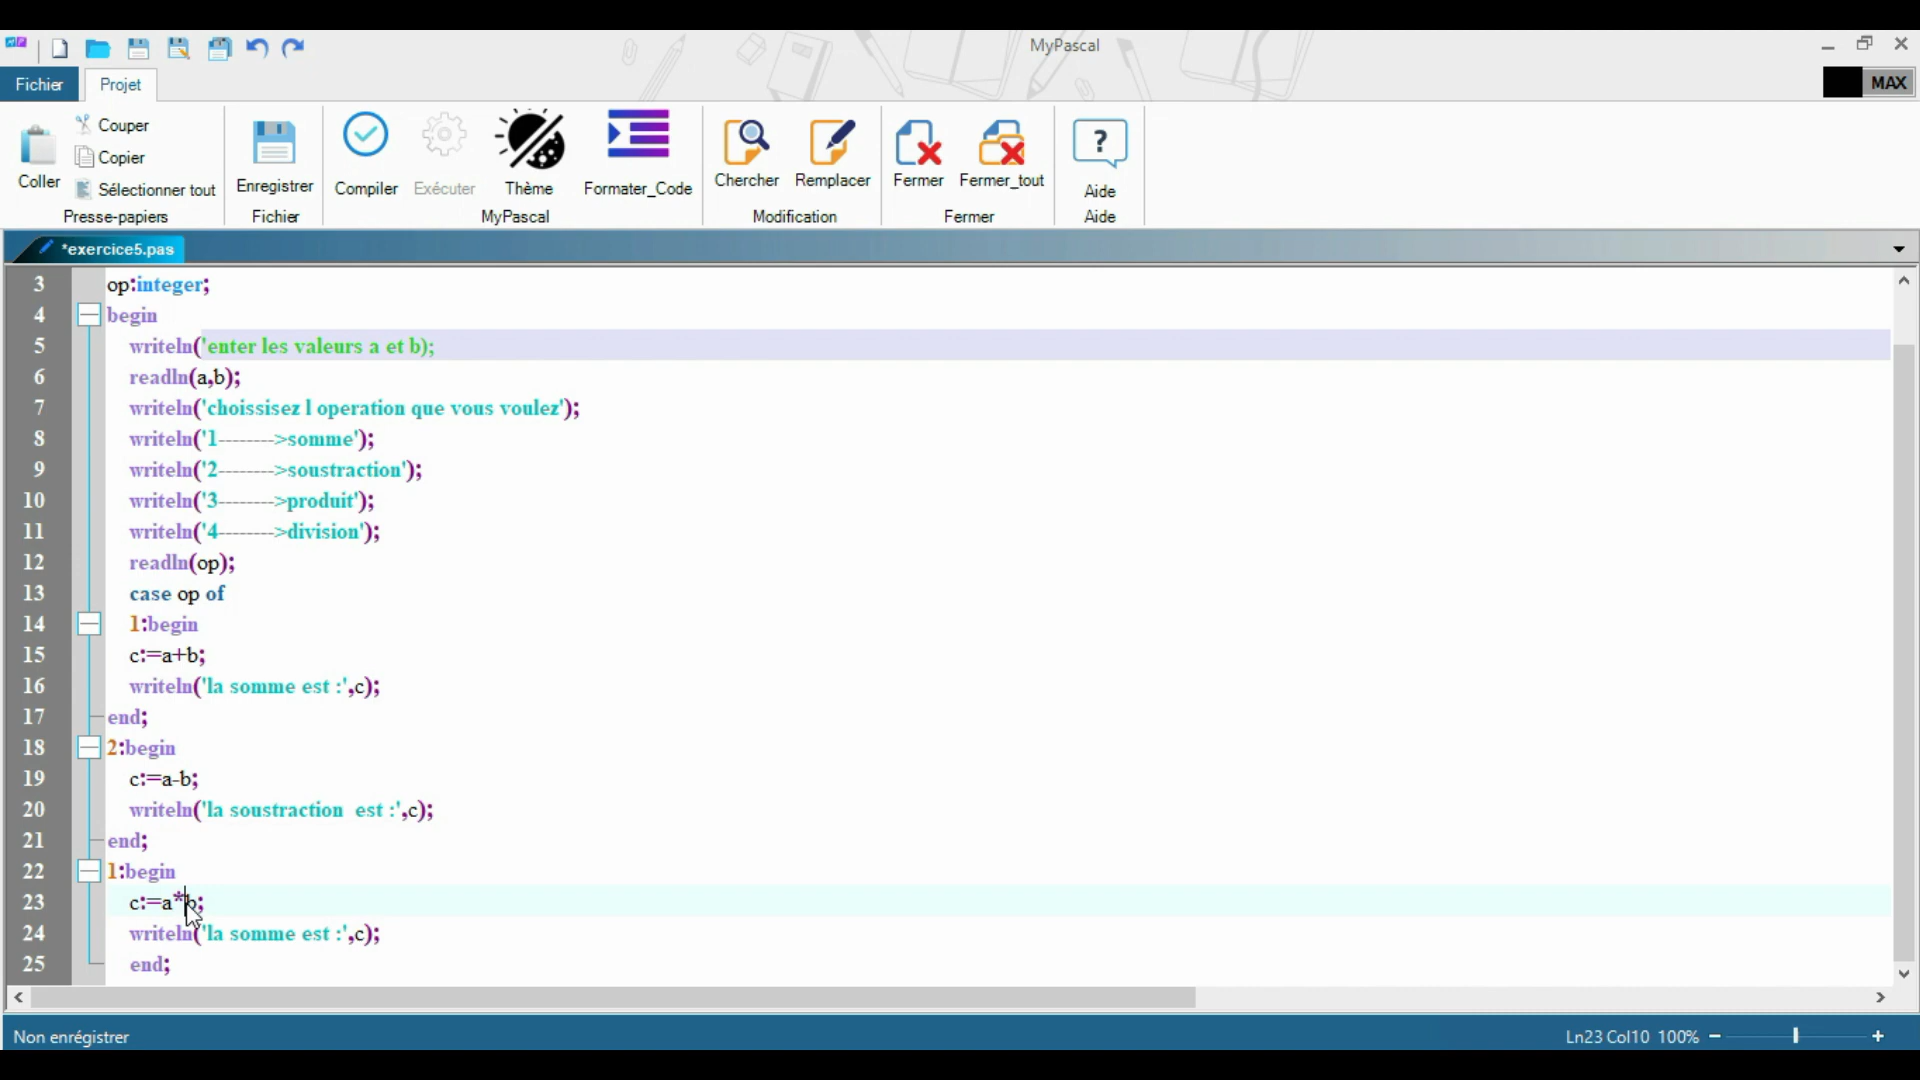 MyPascal
Fichier
Projet
MAX
Coller
Couper
Copier
Sélectionner tout
Presse-papiers
Enregistrer
Fichier
Compiler
Exécuter
Thème
Formater_Code
MyPascal
Chercher
Remplacer
Modification
Fermer
Fermer_tout
Fermer
Aide
Aide
*exercice5.pas
3 op:integer;
4 begin
5 writeln('enter les valeurs a et b);
6 readln(a,b);
7 writeln('choissisez l operation que vous voulez');
8 writeln('1-------->somme');
9 writeln('2-------->soustraction');
10 writeln('3-------->produit');
11 writeln('4-------->division');
12 readln(op);
13 case op of
14 1:begin
15 c:=a+b;
16 writeln('la somme est :',c);
17 end;
18 2:begin
19 c:=a-b;
20 writeln('la soustraction  est :',c);
21 end;
22 1:begin
23 c:=a*b;
24 writeln('la somme est :',c);
25 end;
Non enrégistrer
Ln23 Col10 100%